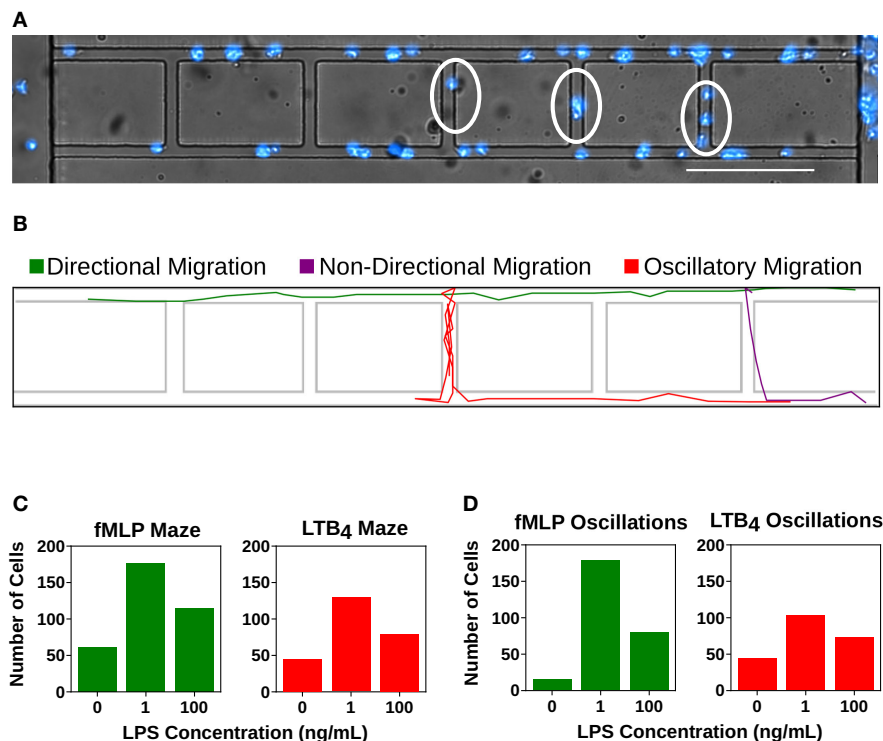 A
B
Directional Migration Non-Directional Migration Oscillatory Migration
C
fMLP Maze
LTB4 Maze
Number of Cells
200
150
100
50
0
0 1 100
200
150
100
50
0
0 1 100
LPS Concentration (ng/mL)
D
fMLP Oscillations
LTB4 Oscillations
Number of Cells
200
150
100
50
0
0 1 100
200
150
100
50
0
0 1 100
LPS Concentration (ng/mL)